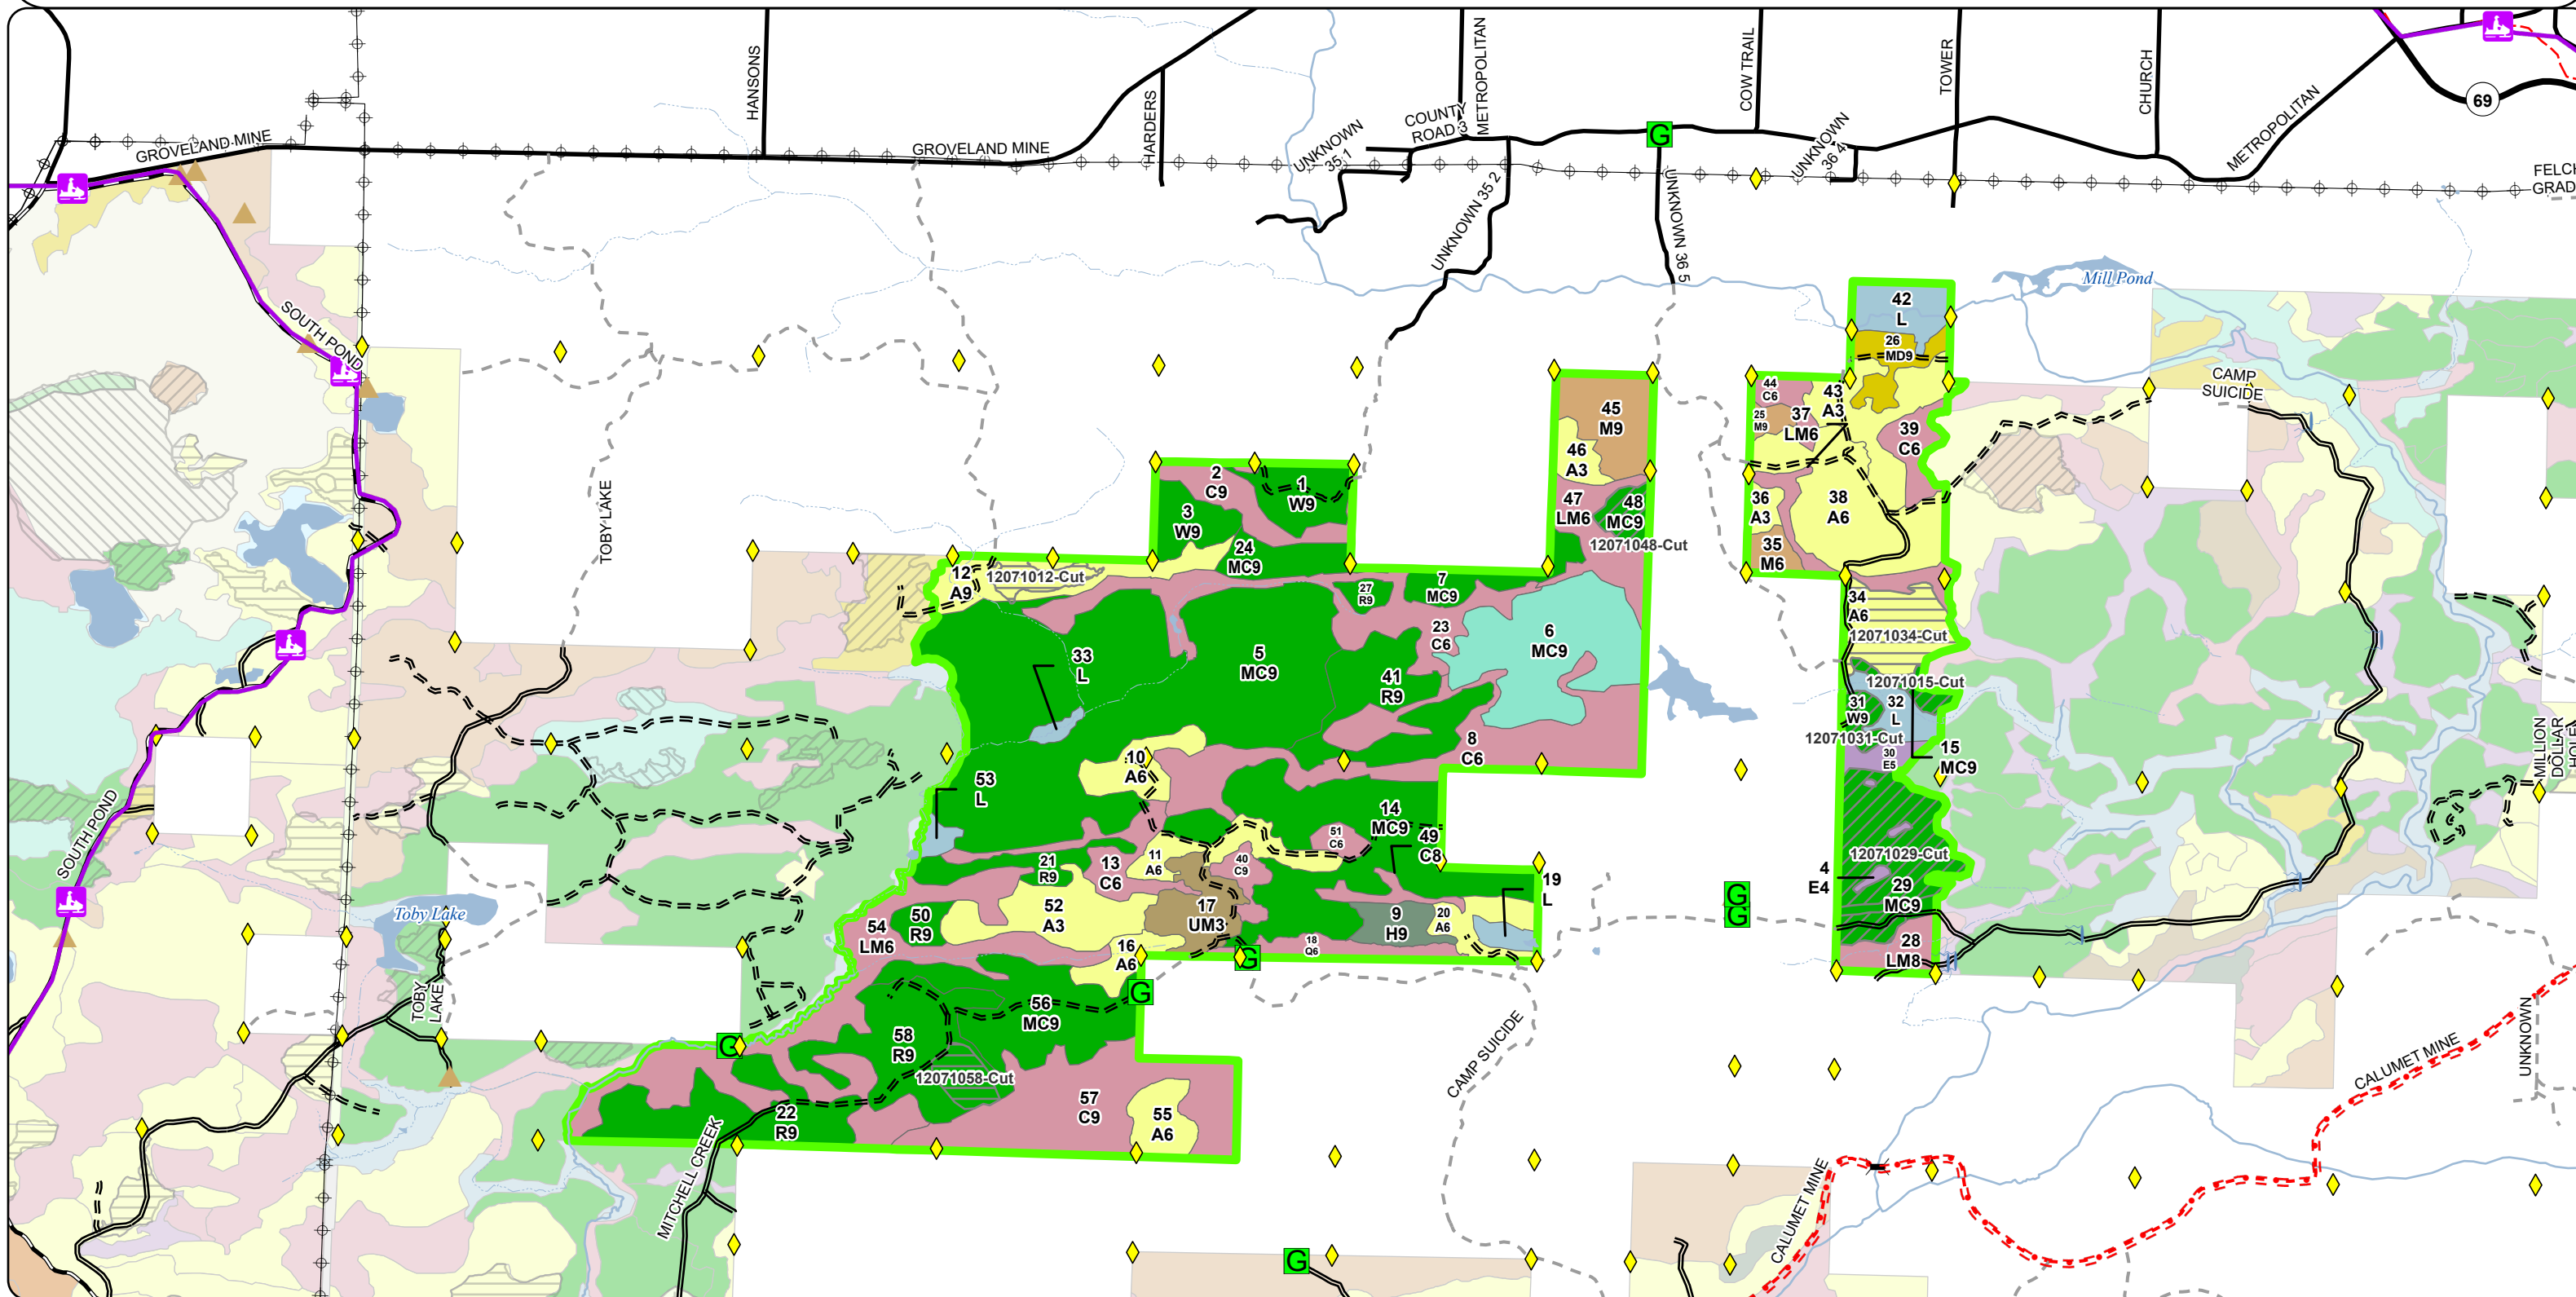 HANSONS
METROPOLITAN
COW TRAIL
TOWER
CHURCH
69
HARDERS
COUNTY
ROAD 3
GROVELAND MINE
GROVELAND MINE
UNKNOWN
35 1
G
UNKNOWN
36 4
METROPOLITAN
FELCH
GRAD
UNKNOWN 35 2
UNKNOWN 36 5
Mill Pond
SOUTH POND
42
L
26
MD9
CAMP
SUICIDE
44
C6
43
A3
45
M9
25
M9
37
LM6
39
C6
46
A3
2
C9
1
W9
TOBY LAKE
3
W9
47
LM6
48
MC9
36
A3
38
A6
12071048-Cut
24
MC9
35
M6
12
A9
12071012-Cut
27
R9
7
MC9
34
A6
12071034-Cut
23
C6
6
MC9
33
L
5
MC9
41
R9
12071015-Cut
31
W9
32
L
12071031-Cut
30
E5
15
MC9
8
C6
MILLION
DOLLAR
HOLE
10
A6
53
L
SOUTH POND
14
MC9
51
C6
49
C8
12071029-Cut
21
R9
13
C6
11
A6
40
C9
4
E4
29
MC9
19
L
G
G
Toby Lake
54
LM6
50
R9
52
A3
17
UM3
9
H9
20
A6
18
Q6
16
A6
G
28
LM8
TOBY
LAKE
G
56
MC9
58
R9
G
CAMP SUICIDE
UNKNOWN
CALUMET MINE
12071058-Cut
57
C9
55
A6
22
R9
MITCHELL CREEK
CALUMET MINE
G